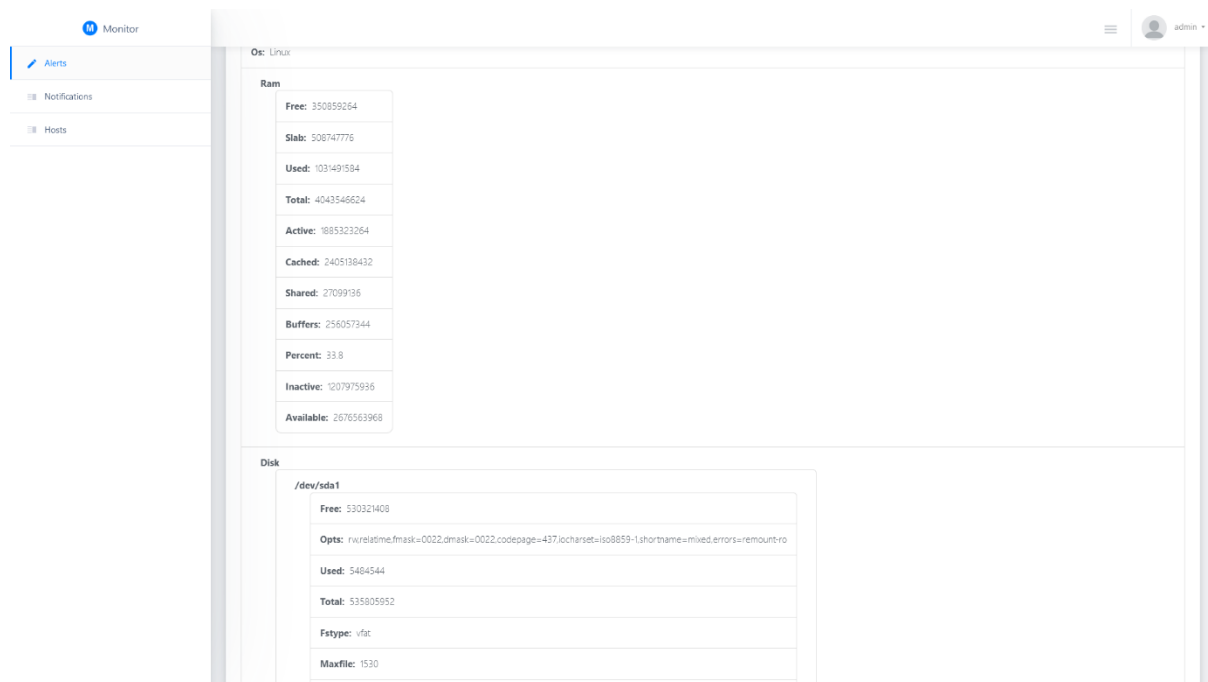 M Monitor
admin
Alerts
Notifications
Hosts
Os: Linux
Ram
Free: 350859264
Slab: 508747776
Used: 1031491584
Total: 4043546624
Active: 1885323264
Cached: 2405138432
Shared: 27099136
Buffers: 256057344
Percent: 33.8
Inactive: 1207975936
Available: 2676563968
Disk
/dev/sda1
Free: 530321408
Opts: rw,relatime,fmask=0022,dmask=0022,codepage=437,iocharset=iso8859-1,shortname=mixed,errors=remount-ro
Used: 5484544
Total: 535805952
Fstype: vfat
Maxfile: 1530